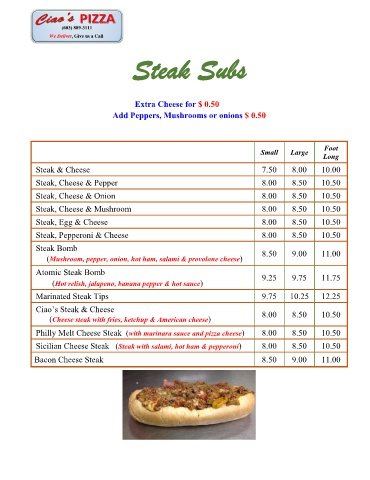 Ciao's PIZZA
(603) 889-3111
We Deliver, Give us a Call
Steak Subs
Extra Cheese for $ 0.50
Add Peppers, Mushrooms or onions $ 0.50
Small Large Foot Long
Steak & Cheese 7.50 8.00 10.00
Steak, Cheese & Pepper 8.00 8.50 10.50
Steak, Cheese & Onion 8.00 8.50 10.50
Steak, Cheese & Mushroom 8.00 8.50 10.50
Steak, Egg & Cheese 8.00 8.50 10.50
Steak, Pepperoni & Cheese 8.00 8.50 10.50
Steak Bomb
(Mushroom, pepper, onion, hot ham, salami & provolone cheese) 8.50 9.00 11.00
Atomic Steak Bomb
(Hot relish, jalapeno, banana pepper & hot sauce) 9.25 9.75 11.75
Marinated Steak Tips 9.75 10.25 12.25
Ciao's Steak & Cheese
(Cheese steak with fries, ketchup & American cheese) 8.00 8.50 10.50
Philly Melt Cheese Steak (with marinara sauce and pizza cheese) 8.00 8.50 10.50
Sicilian Cheese Steak (Steak with salami, hot ham & pepperoni) 8.00 8.50 10.50
Bacon Cheese Steak 8.50 9.00 11.00